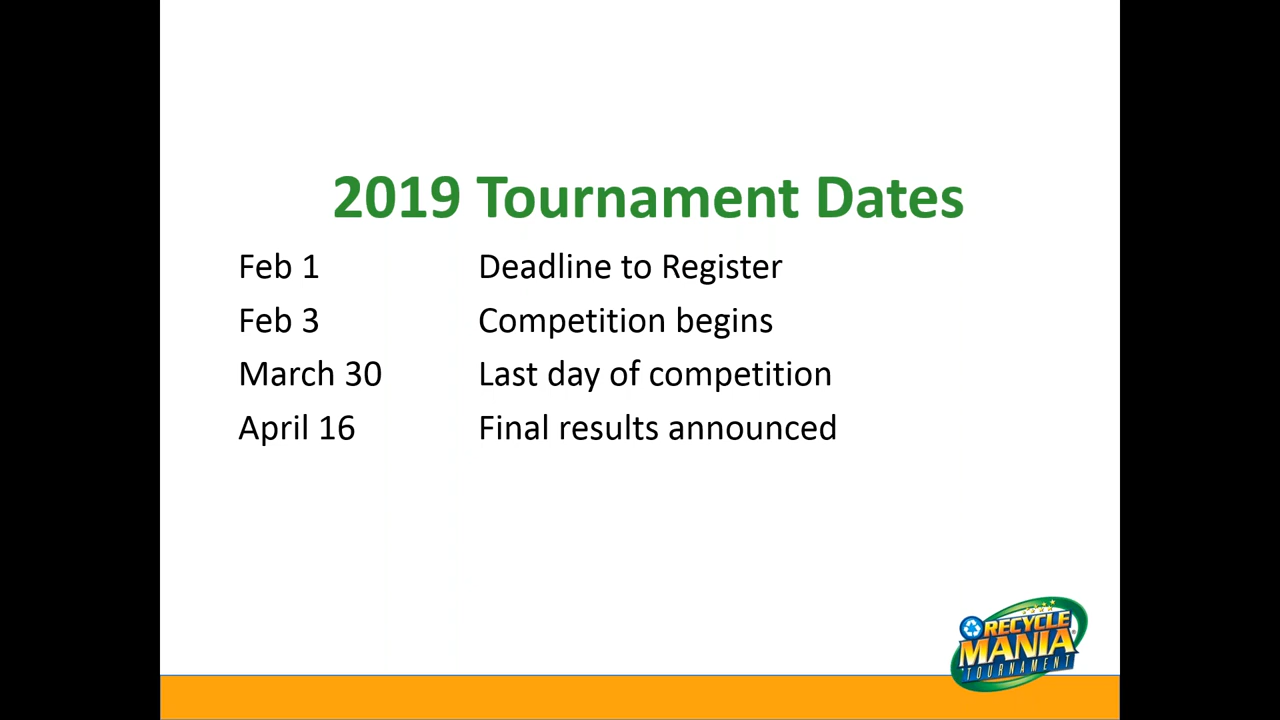 2019 Tournament Dates
Feb 1 Deadline to Register
Feb 3 Competition begins
March 30 Last day of competition
April 16 Final results announced
RECYCLE
MANIA
TOURNAMENT